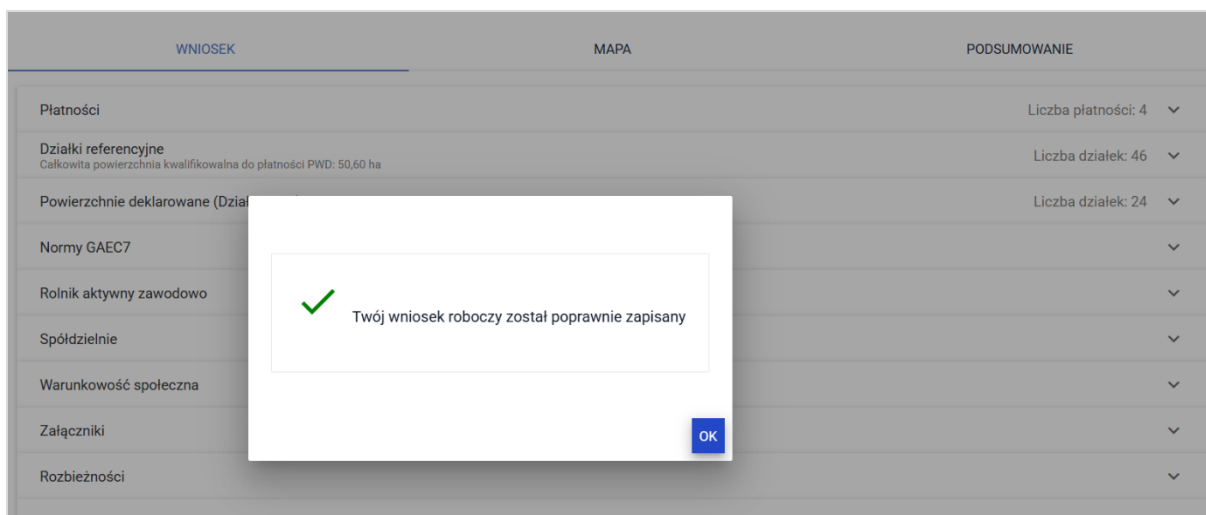 WNIOSEK MAPA PODSUMOWANIE
Płatności Liczba płatności: 4
Działki referencyjne Liczba działek: 46
Całkowita powierzchnia kwalifikowalna do płatności PWD: 50,60 ha
Powierzchnie deklarowane Liczba działek: 24
Normy GAEC7
Rolnik aktywny zawodowo
Twój wniosek roboczy został poprawnie zapisany
Spółdzielnie
Warunkowość społeczna
Załączniki
OK
Rozbieżności